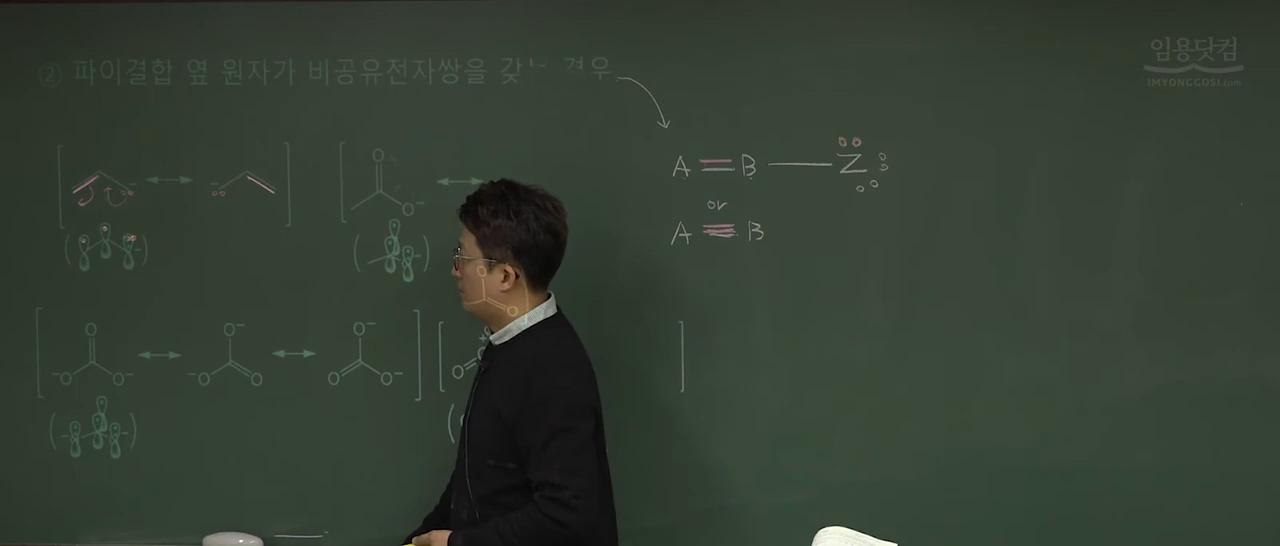 ② 파이결합 옆 원자가 비공유전자쌍을 갖는 경우
임용닷컴
IMYONGGOSI.com
A = B — Z
or
A ≡ B
O
O⁻
O O⁻ O⁻
⁻O O⁻ ⁻O O O O⁻
O
O
O